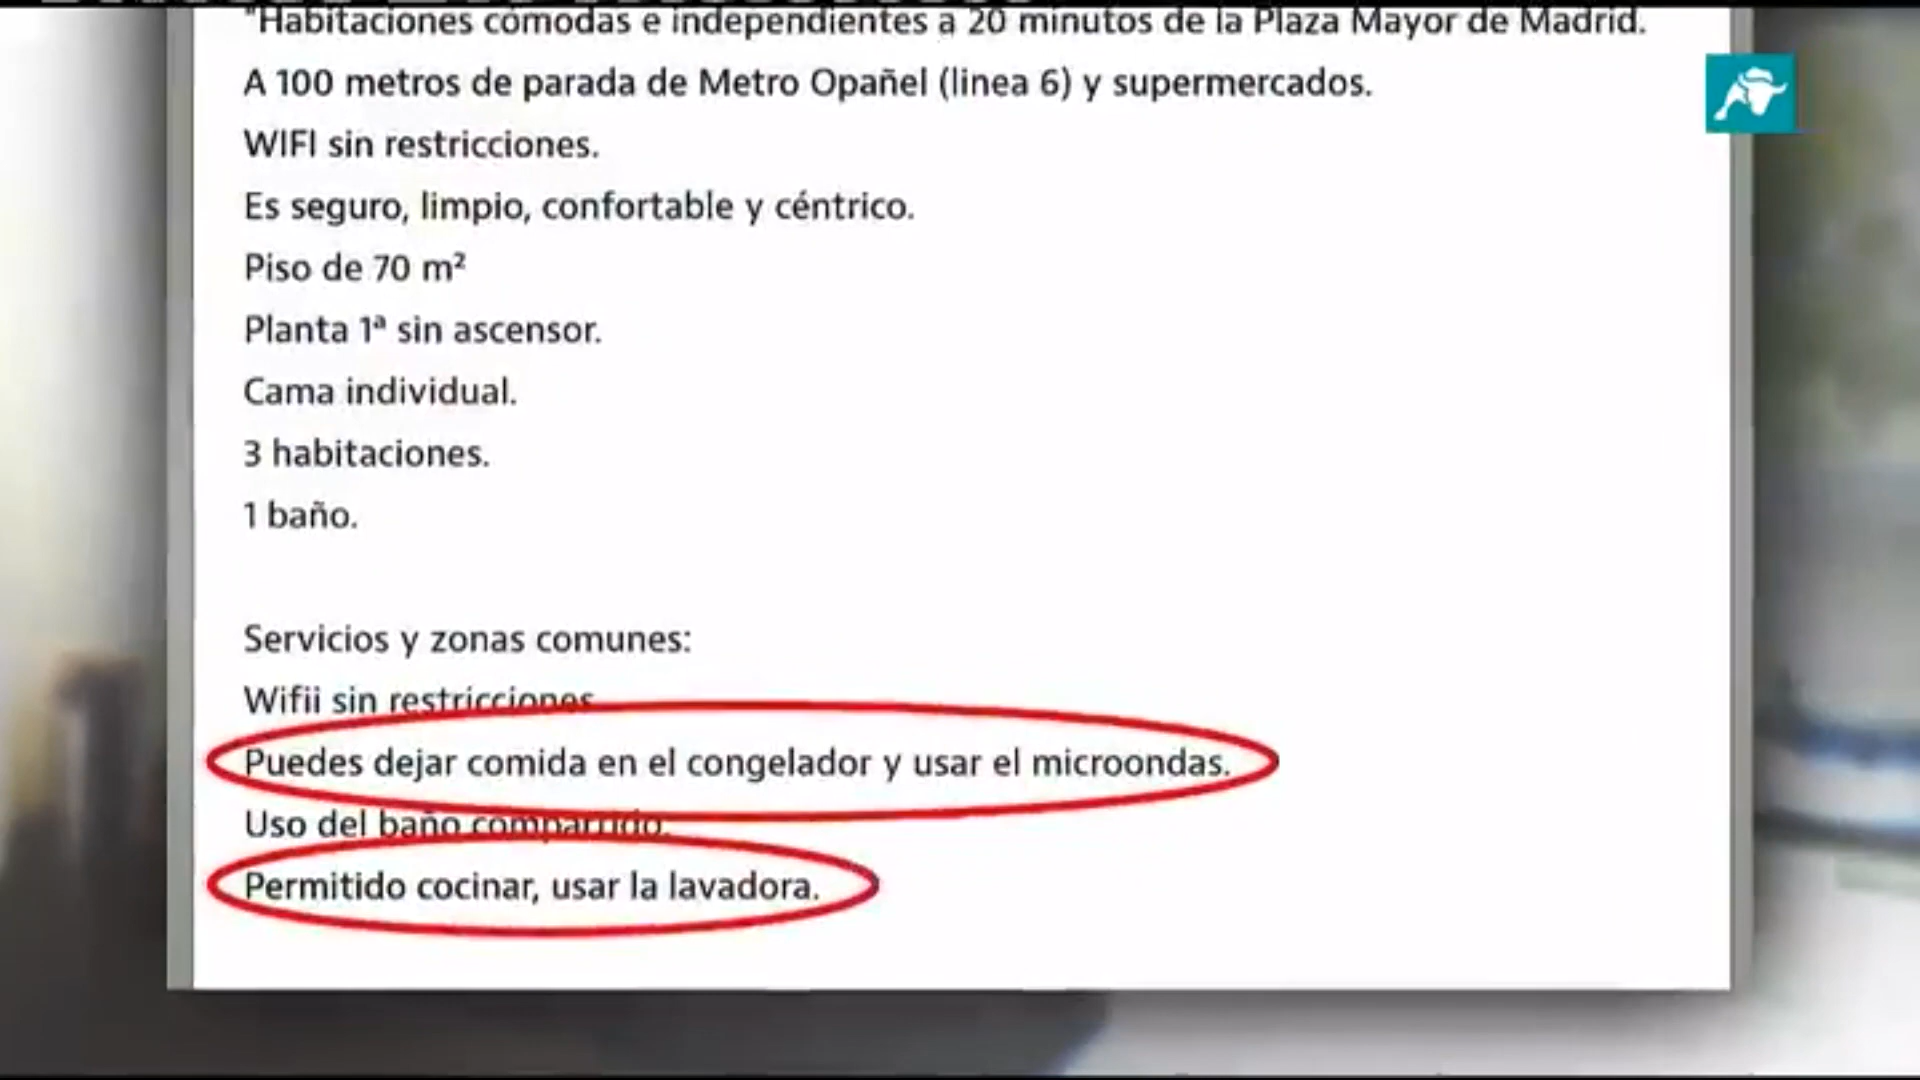 "Habitaciones cómodas e independientes a 20 minutos de la Plaza Mayor de Madrid.
A 100 metros de parada de Metro Opañel (linea 6) y supermercados.
WIFI sin restricciones.
Es seguro, limpio, confortable y céntrico.
Piso de 70 m²
Planta 1ª sin ascensor.
Cama individual.
3 habitaciones.
1 baño.
Servicios y zonas comunes:
Wifii sin restricciones
Puedes dejar comida en el congelador y usar el microondas.
Uso del baño compartido.
Permitido cocinar, usar la lavadora.